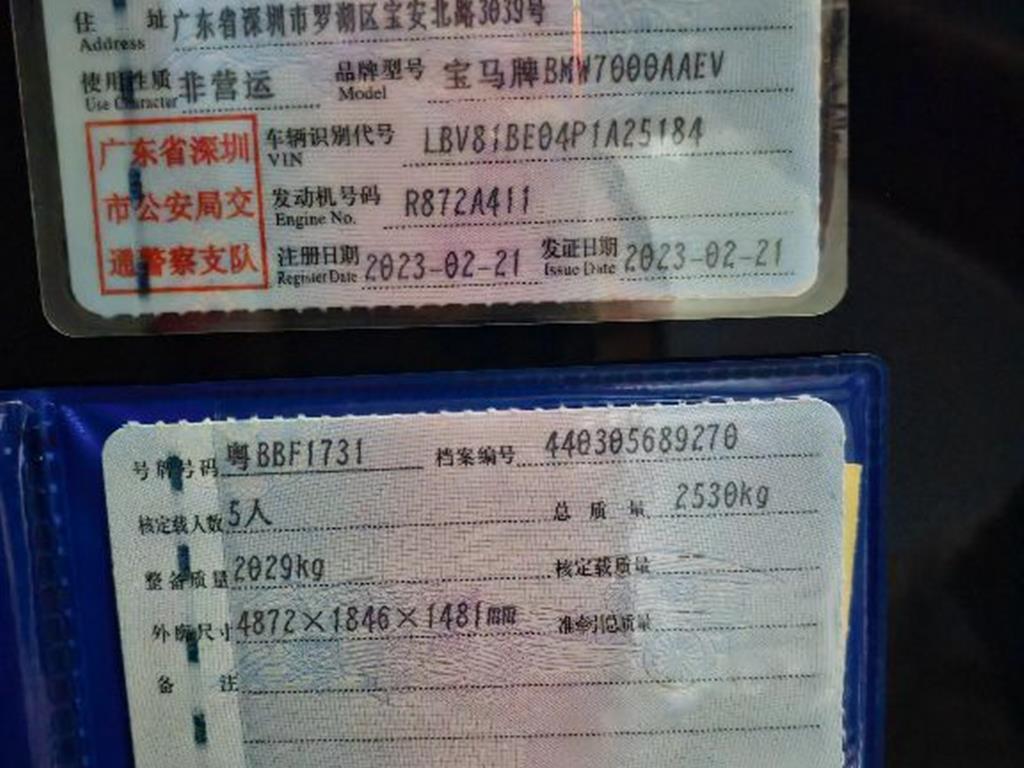 住 址 广东省深圳市罗湖区宝安北路3039号
Address
使用性质 非营运 品牌型号 宝马牌BMW7000AAEV
Use Character Model
广东省深圳
市公安局交
通警察支队
车辆识别代号 LBV81BE04P1A25184
VIN
发动机号码 R872A411
Engine No.
注册日期 2023-02-21 发证日期 2023-02-21
Register Date Issue Date
号牌号码 粤BBF1731 档案编号 440305689270
核定载人数 5人 总 质 量 2530kg
整备质量 2029kg 核定载质量
外廓尺寸 4872×1846×1481mm 准牵引总质量
备 注